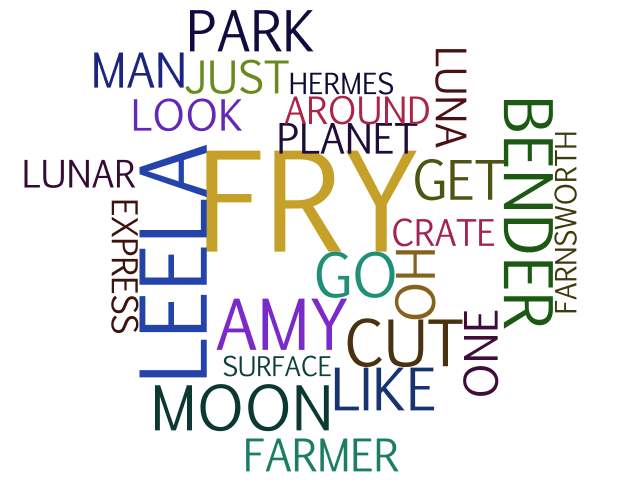 PARK
MAN
JUST
HERMES
LUNA
LOOK
AROUND
PLANET
BENDER
FARNSWORTH
LUNAR
LEELA
FRY
GET
EXPRESS
CRATE
GO
HO
AMY
CUT
ONE
SURFACE
LIKE
MOON
FARMER